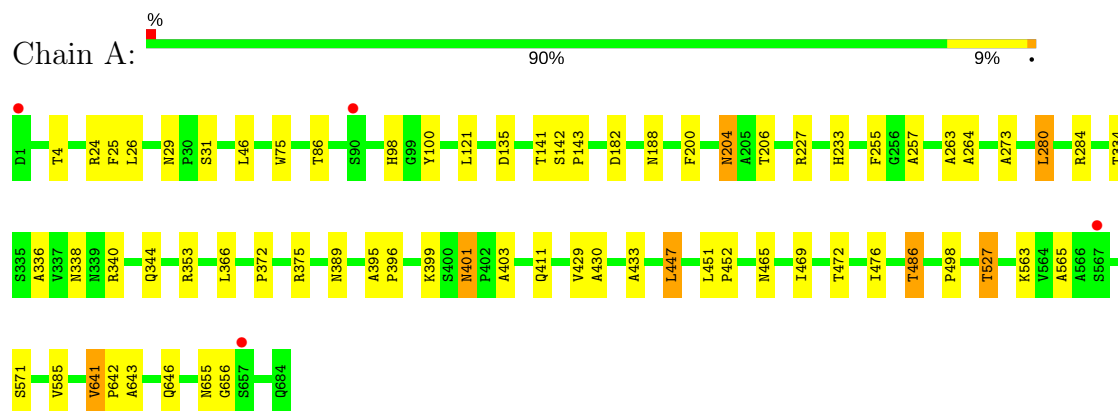 %
Chain A:
90%
9%
•
D1 T4 R24 F25 L26 N29 P30 S31 L46 W75 T86 S90 H98 G99 Y100 L121 D135 T141 S142 P143 D182 N188 F200 N204 A205 T206 R227 H233 F255 G256 A257 A263 A264 A273 L280 R284 T334
S335 A336 V337 N338 N339 R340 Q344 R353 L366 P372 R375 N389 A395 P396 K399 S400 N401 P402 A403 Q411 V429 A430 A433 L447 L451 P452 N465 I469 T472 I476 T486 P498 T527 K563 V564 A565 A566 S567
S571 V585 V641 P642 A643 Q646 N655 G656 S657 Q684